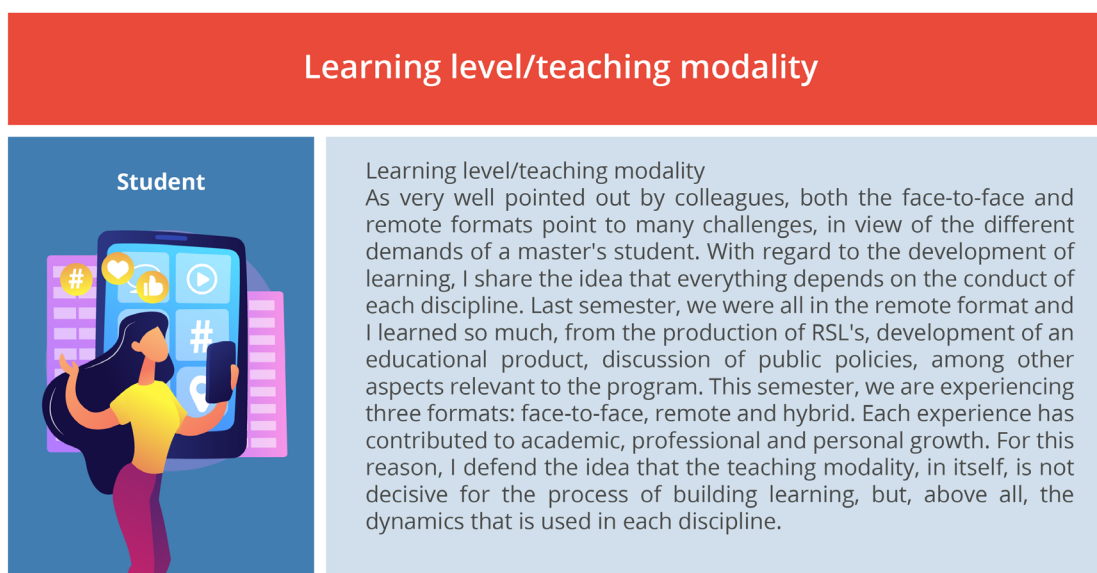 Learning level/teaching modality
Student
Learning level/teaching modality
As very well pointed out by colleagues, both the face-to-face and
remote formats point to many challenges, in view of the different
demands of a master's student. With regard to the development of
learning, I share the idea that everything depends on the conduct of
each discipline. Last semester, we were all in the remote format and
I learned so much, from the production of RSL's, development of an
educational product, discussion of public policies, among other
aspects relevant to the program. This semester, we are experiencing
three formats: face-to-face, remote and hybrid. Each experience has
contributed to academic, professional and personal growth. For this
reason, I defend the idea that the teaching modality, in itself, is not
decisive for the process of building learning, but, above all, the
dynamics that is used in each discipline.
#
#